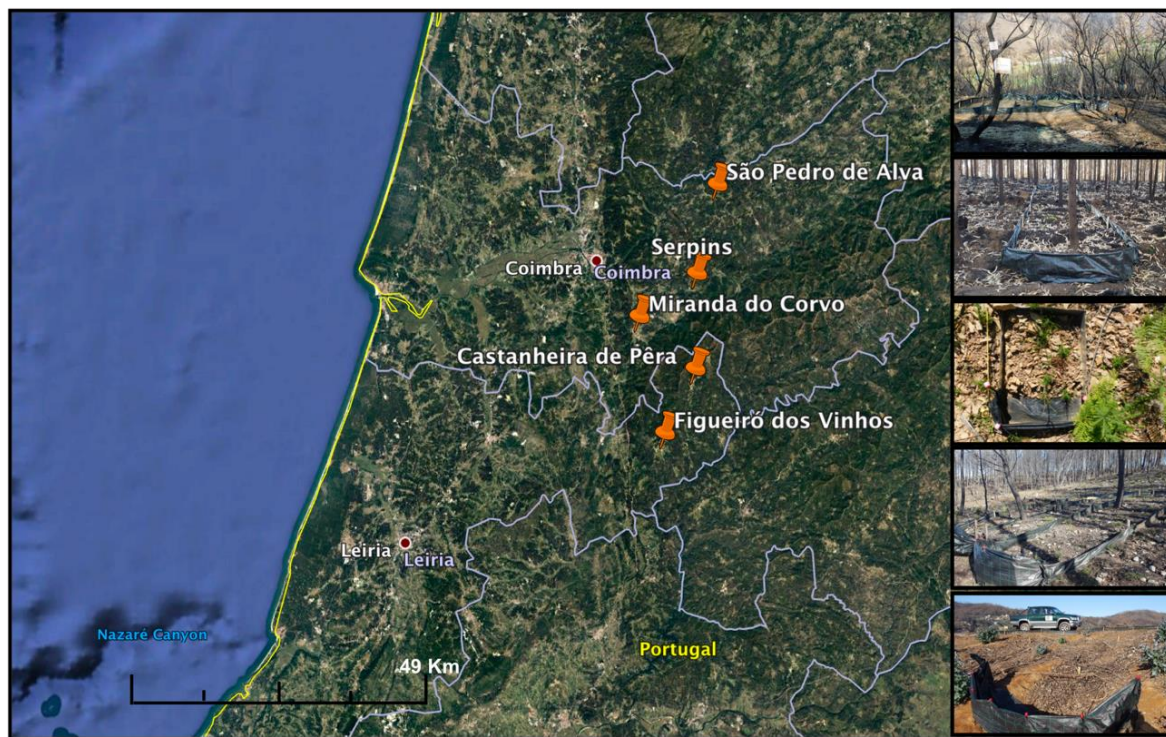 São Pedro de Alva
Serpins
Coimbra
Coimbra
Miranda do Corvo
Castanheira de Pêra
Figueiró dos Vinhos
Leiria
Leiria
Nazaré Canyon
Portugal
49 Km